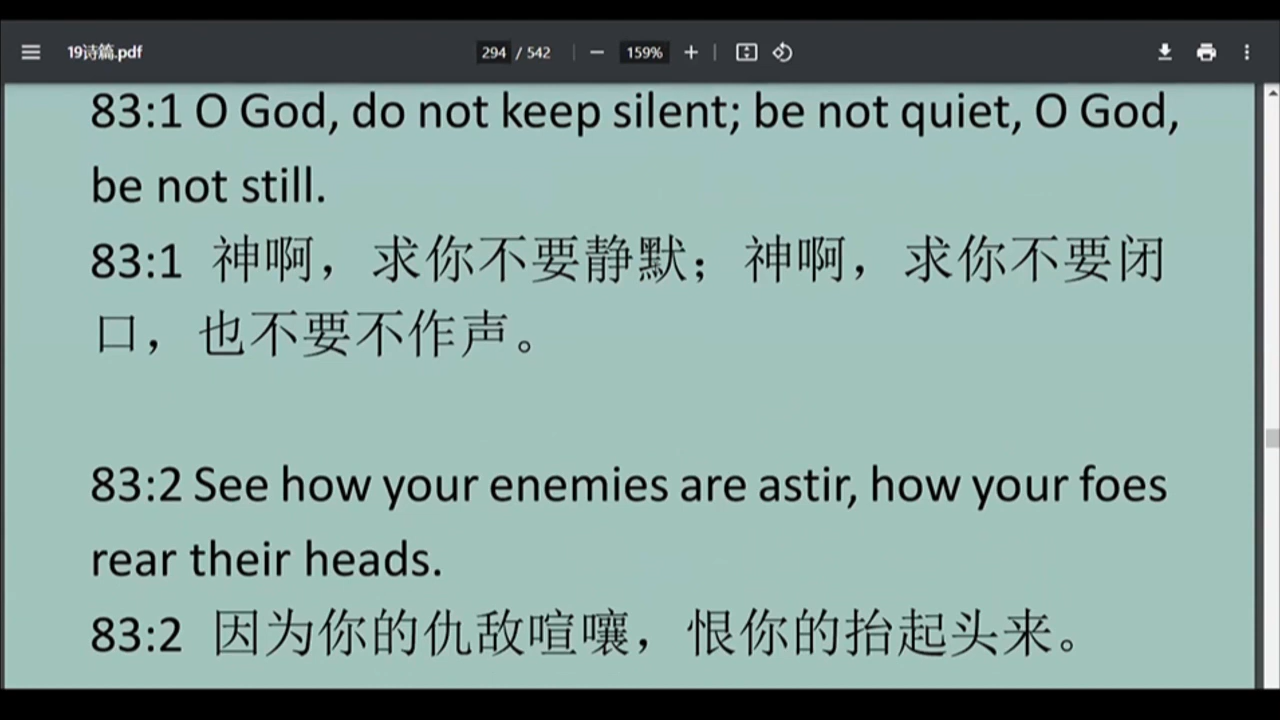 19诗篇.pdf
294 / 542
159%
83:1 O God, do not keep silent; be not quiet, O God,
be not still.
83:1 神啊，求你不要静默；神啊，求你不要闭
口，也不要不作声。
83:2 See how your enemies are astir, how your foes
rear their heads.
83:2 因为你的仇敌喧嚷，恨你的抬起头来。